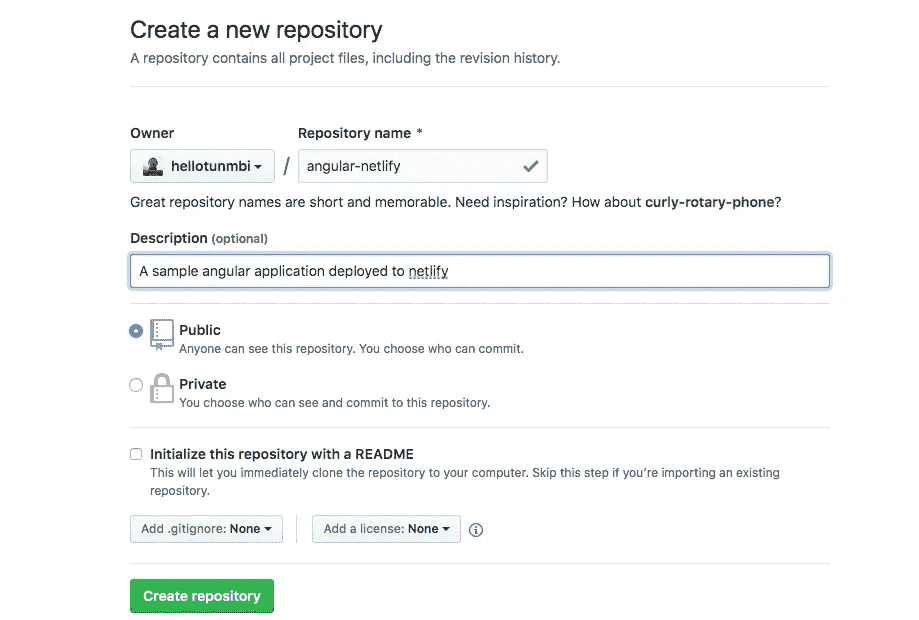 Create a new repository
A repository contains all project files, including the revision history.
Owner
Repository name *
hellotunmbi
/
angular-netlify
Great repository names are short and memorable. Need inspiration? How about curly-rotary-phone?
Description (optional)
A sample angular application deployed to netlify
Public
Anyone can see this repository. You choose who can commit.
Private
You choose who can see and commit to this repository.
Initialize this repository with a README
This will let you immediately clone the repository to your computer. Skip this step if you're importing an existing
repository.
Add .gitignore: None
Add a license: None
Create repository